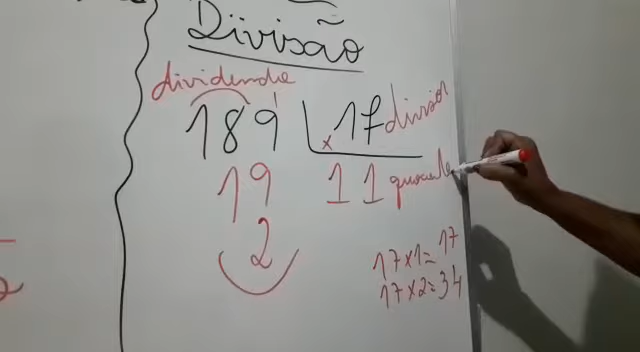 Divisão
dividendo
189 17 divisor
x
19 11 quociente
2
17x1=17
17x2=34